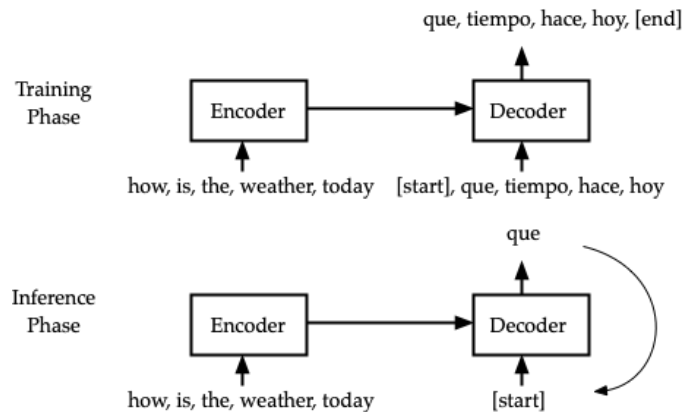 que, tiempo, hace, hoy, [end]
Training
Phase
Encoder
Decoder
how, is, the, weather, today
[start], que, tiempo, hace, hoy
que
Inference
Phase
Encoder
Decoder
how, is, the, weather, today
[start]